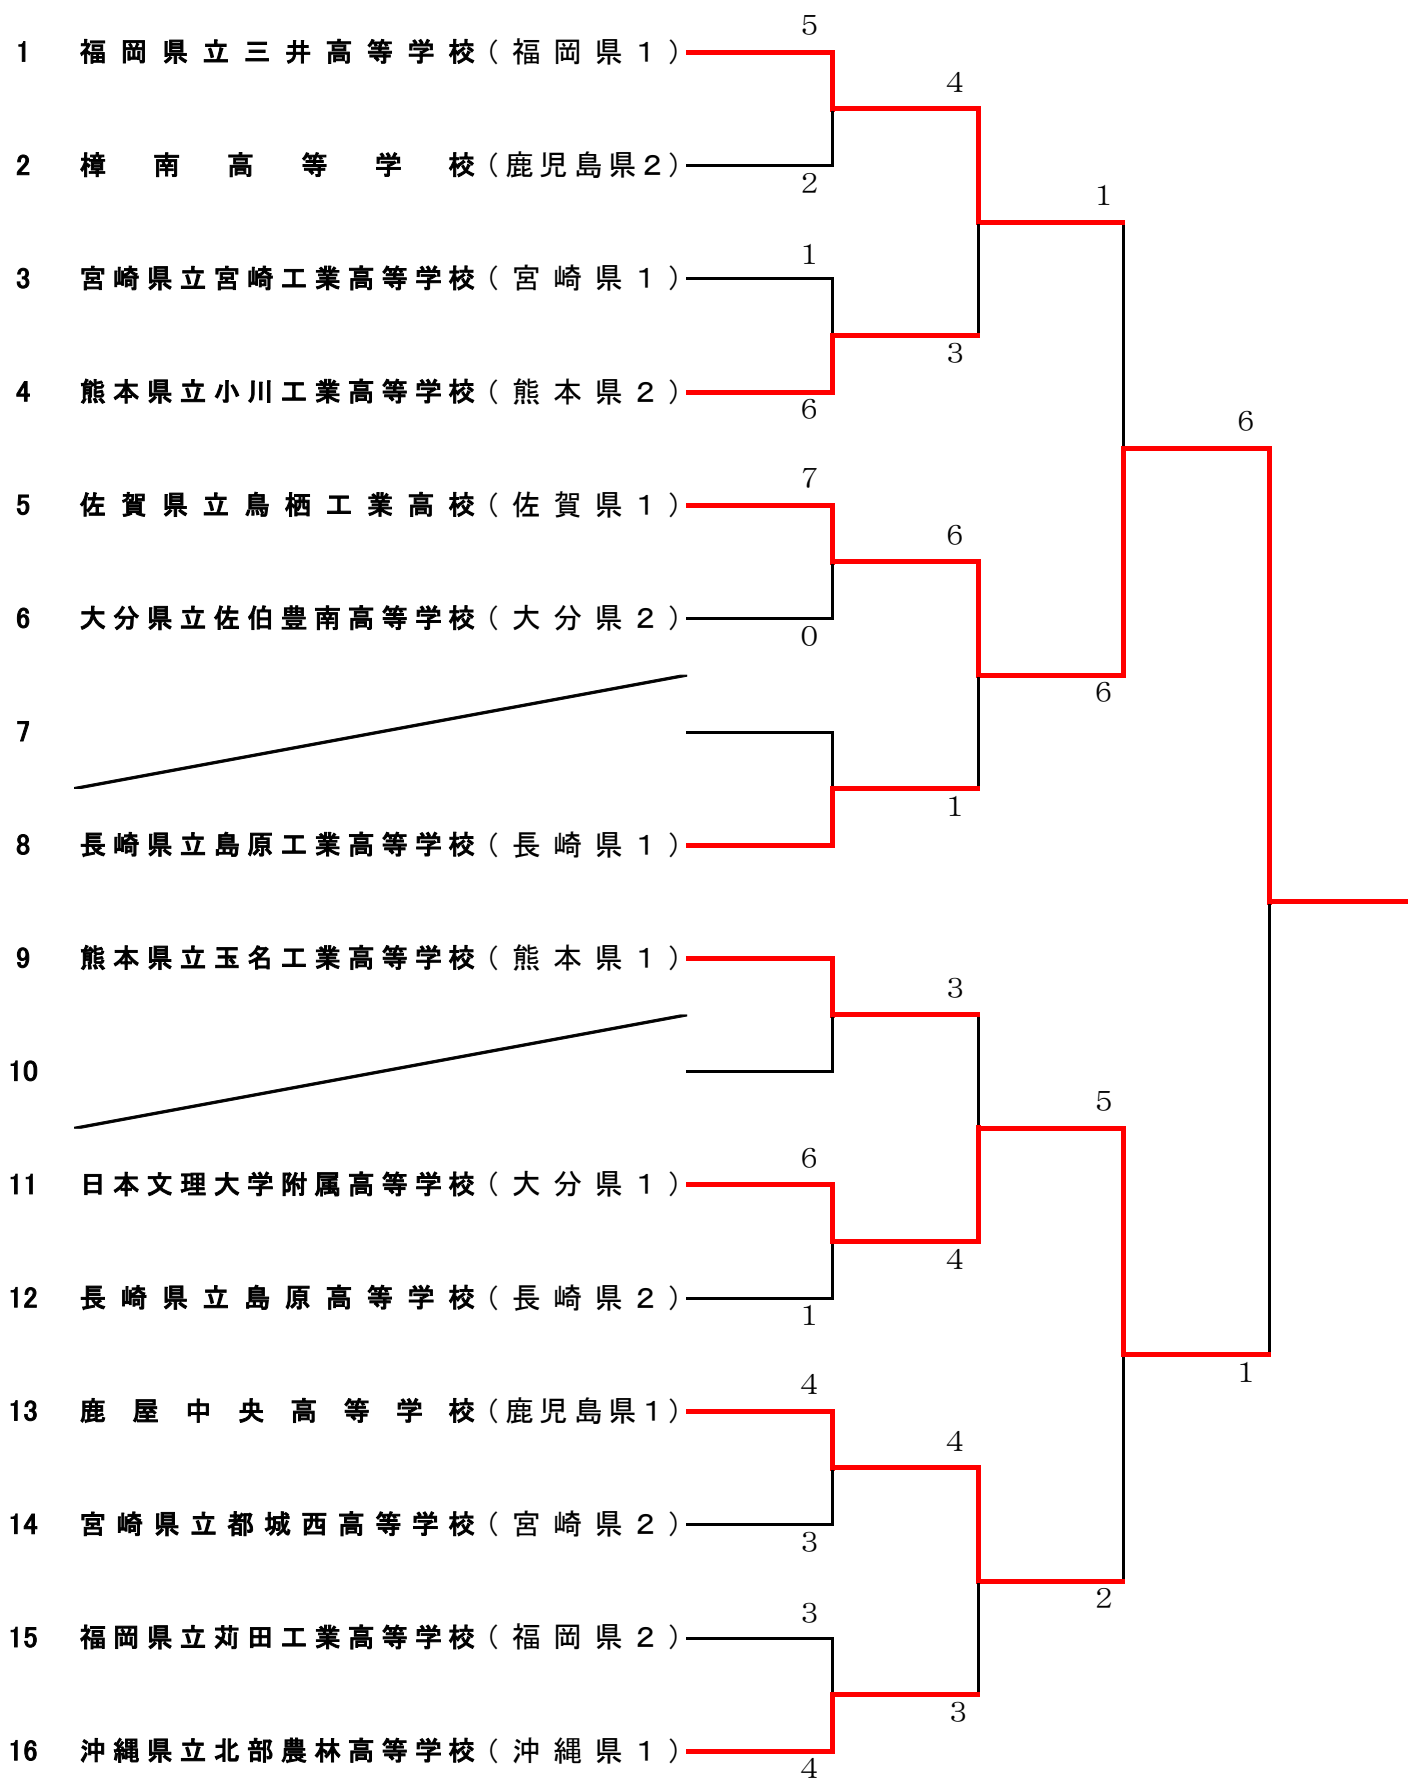 5
1 福岡県立三井高等学校(福岡県1)
4
2 樟南高等学校(鹿児島県2)
2
1
1
3 宮崎県立宮崎工業高等学校(宮崎県1)
3
4 熊本県立小川工業高等学校(熊本県2)
6
6
7
5 佐賀県立鳥栖工業高校(佐賀県1)
6
6 大分県立佐伯豊南高等学校(大分県2)
0
6
7
1
8 長崎県立島原工業高等学校(長崎県1)
9 熊本県立玉名工業高等学校(熊本県1)
3
10
5
6
11 日本文理大学附属高等学校(大分県1)
4
12 長崎県立島原高等学校(長崎県2)
1
1
4
13 鹿屋中央高等学校(鹿児島県1)
4
14 宮崎県立都城西高等学校(宮崎県2)
3
2
3
15 福岡県立苅田工業高等学校(福岡県2)
3
16 沖縄県立北部農林高等学校(沖縄県1)
4